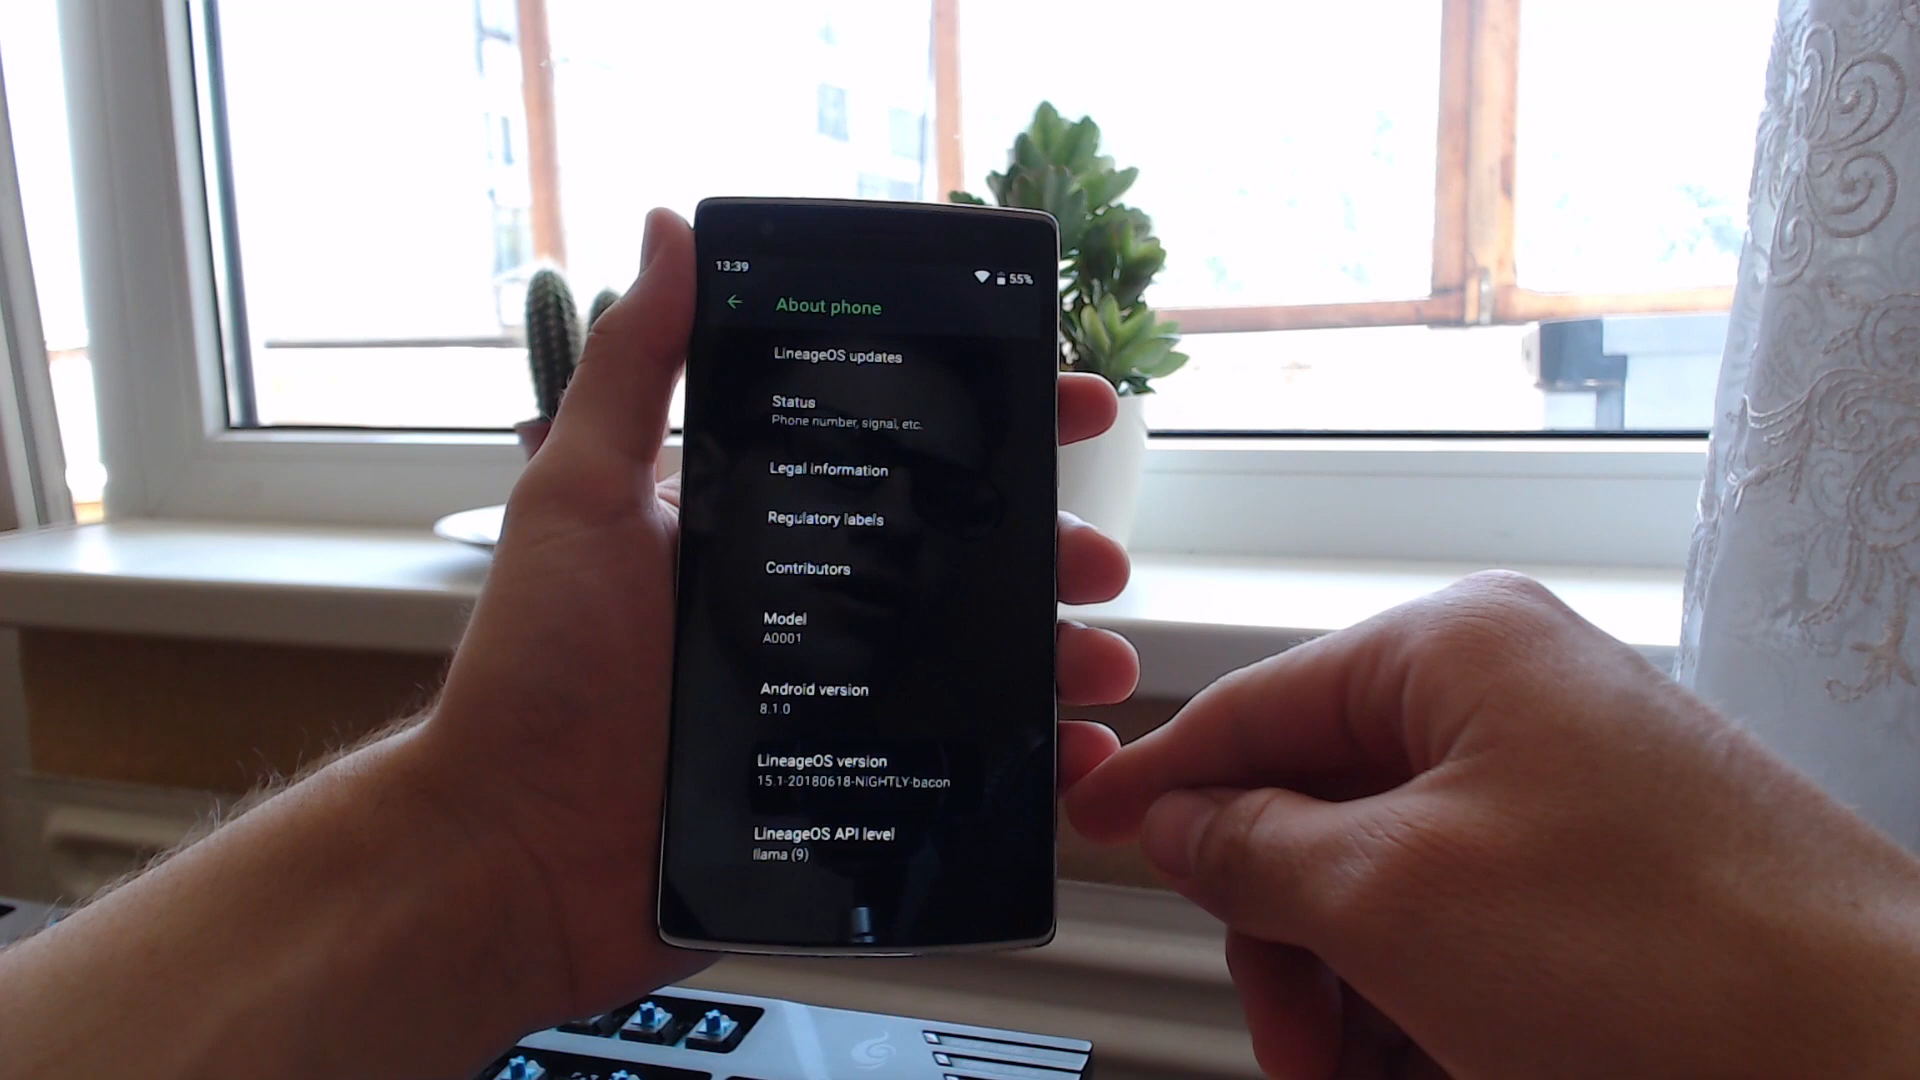 13:39
55%
About phone
LineageOS updates
Status
Phone number, signal, etc.
Legal information
Regulatory labels
Contributors
Model
A0001
Android version
8.1.0
LineageOS version
15.1-20180618-NIGHTLY-bacon
LineageOS API level
llama (9)